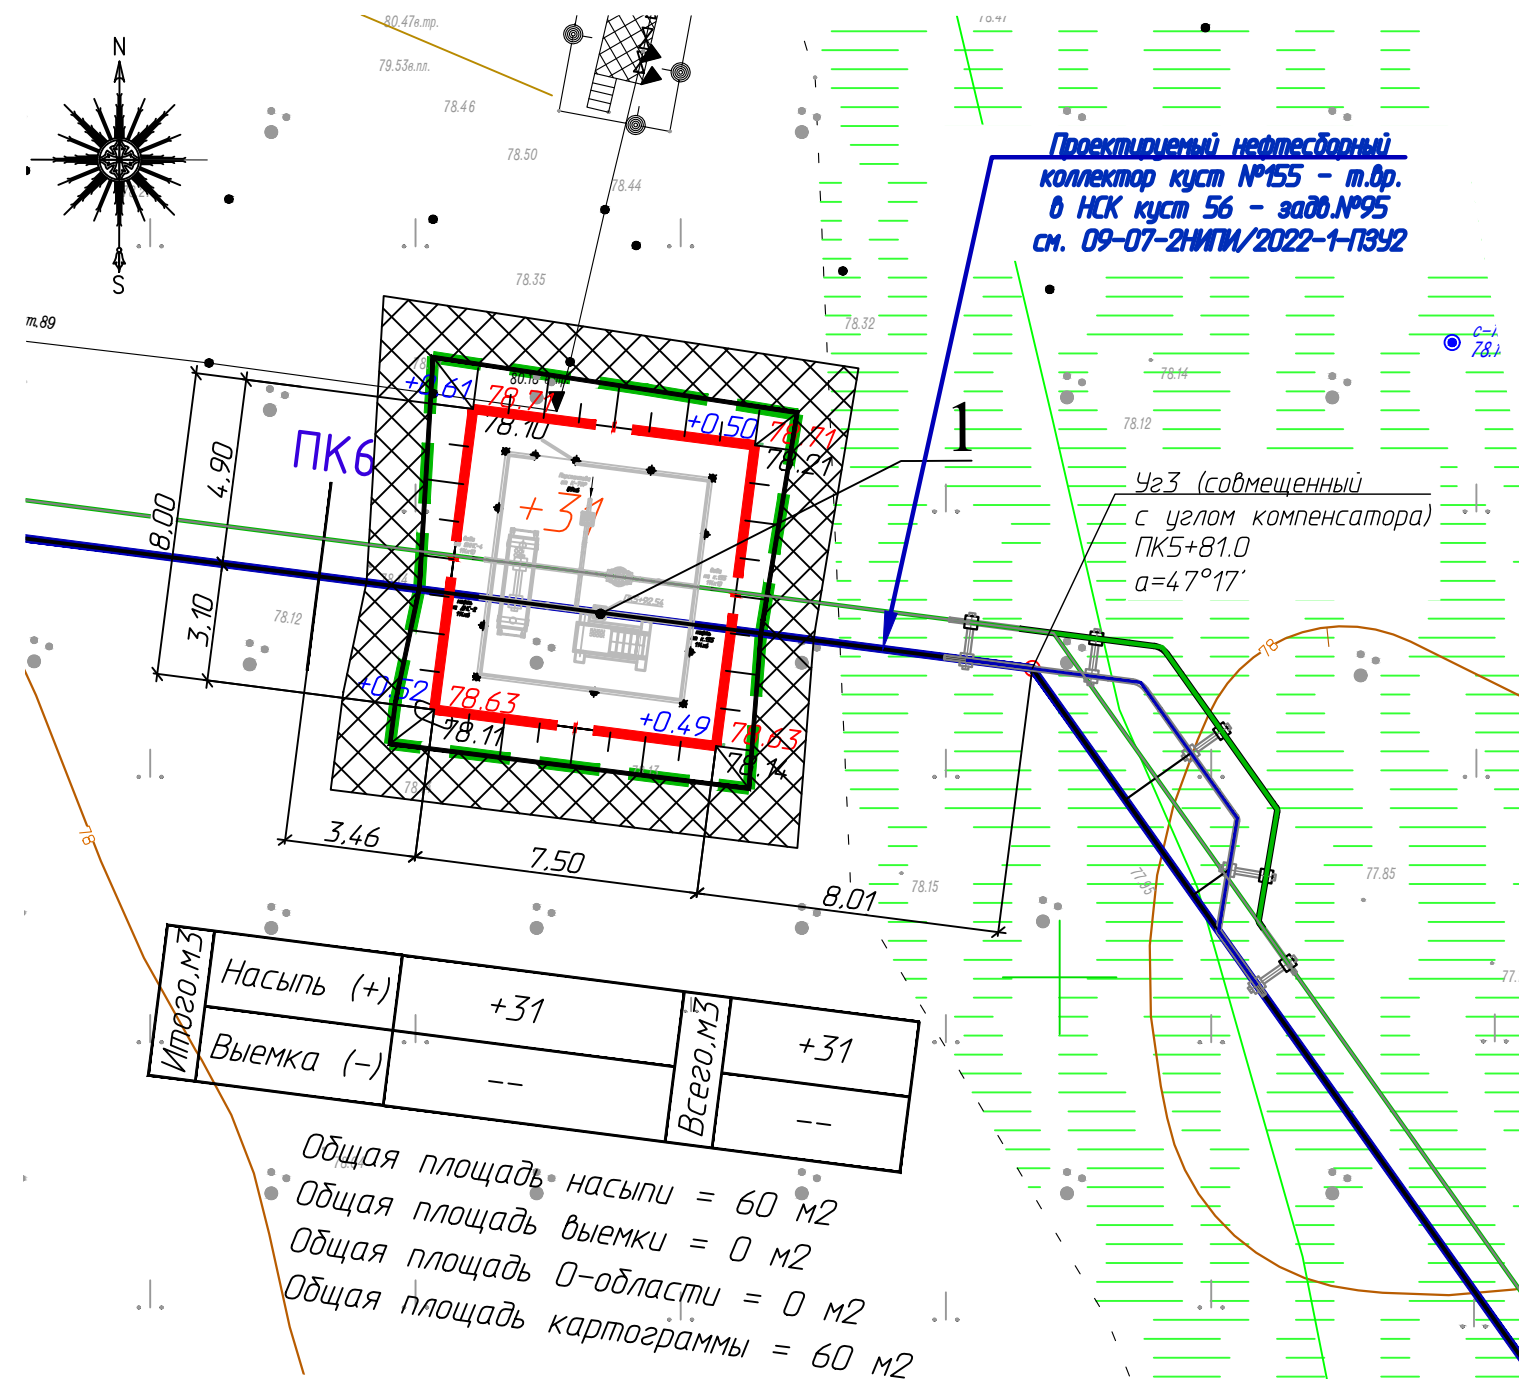 80.47в.тр.
79.53в.пл.
78.46
78.50
78.44
78.35
78.47
N
S
Проектируемый нефтесборный
коллектор куст №155 - т.вр.
в НСК куст 56 - задв.№95
см. 09-07-2НИПИ/2022-1-ПЗУ2
т.89
78.32
78.14
78.12
ПК6
+0.61
78.71
78.10
+0.50
78.71
78.21
+31
1
Уг3 (совмещенный
с углом компенсатора)
ПК5+81.0
а=47°17'
4,90
8,00
3,10
78.12
+0.52
78.63
78.11
+0.49
78.63
78.14
3,46
7,50
8,01
78
78
78.15
77.95
77.85
Итого,м3
Насыпь (+)
+31
Всего,м3
+31
Выемка (-)
--
--
Общая площадь насыпи = 60 м2
Общая площадь выемки = 0 м2
Общая площадь 0-области = 0 м2
Общая площадь картограммы = 60 м2